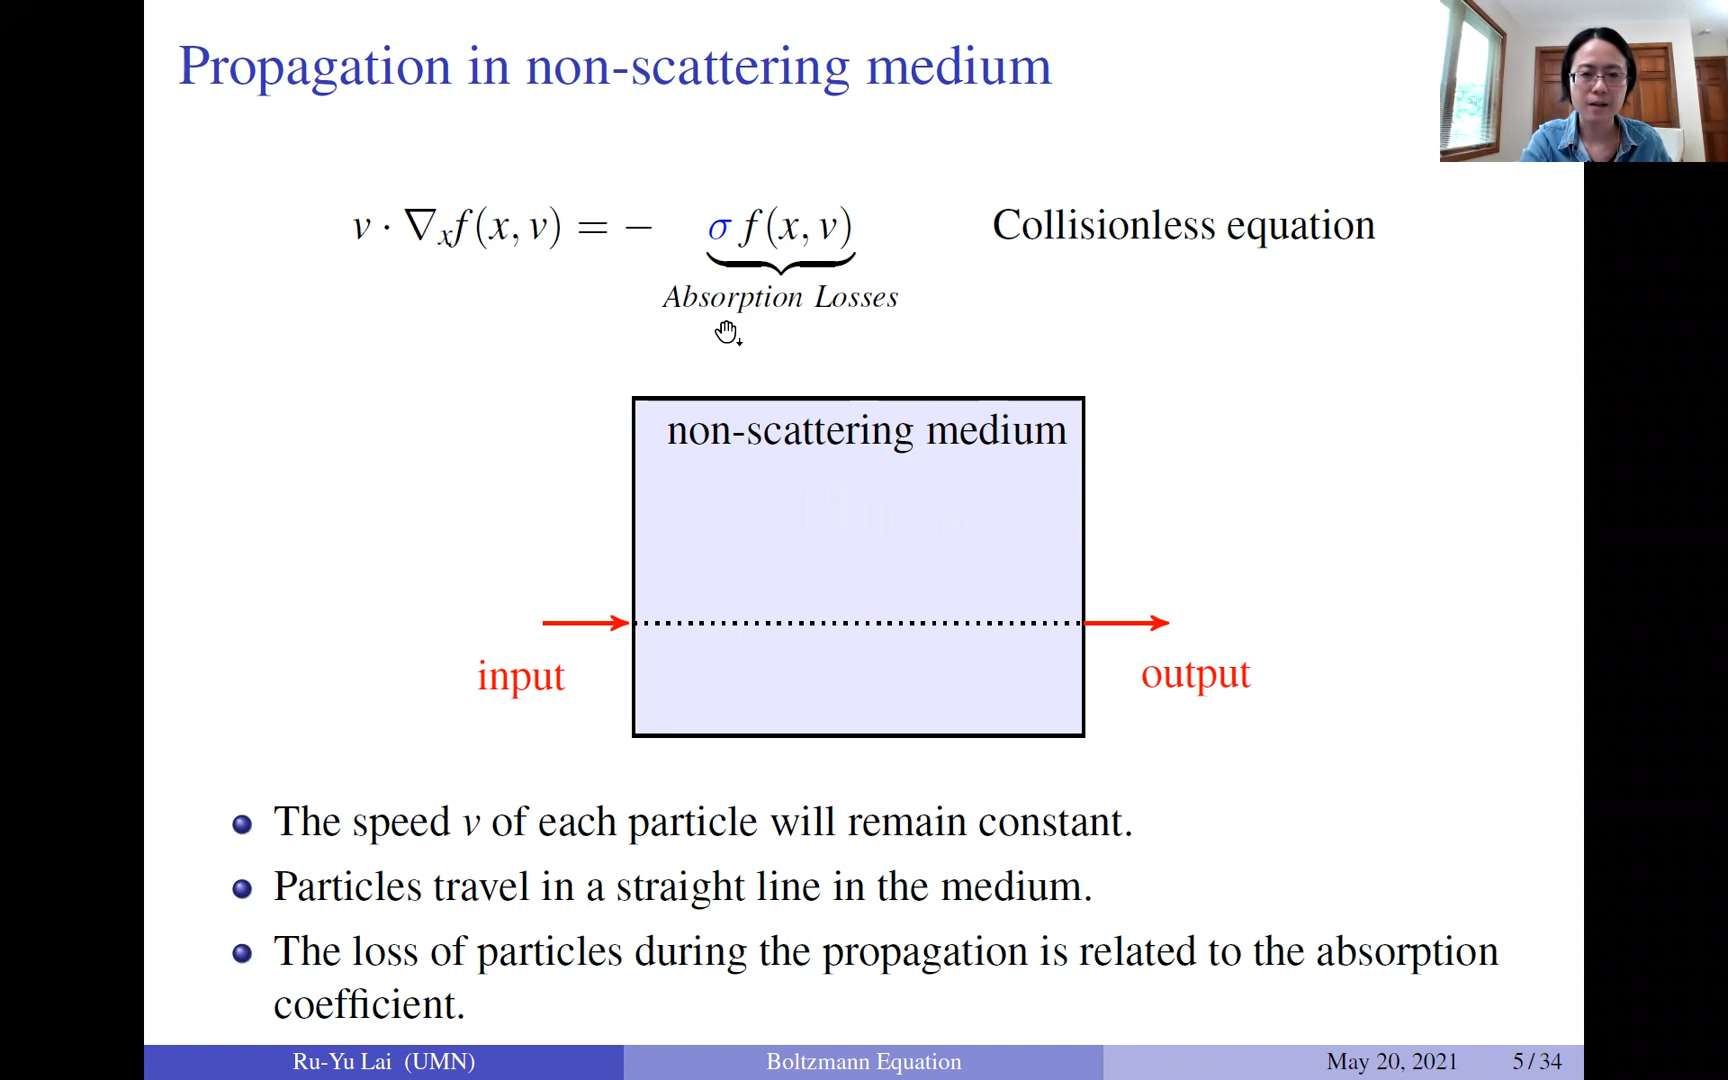 Propagation in non-scattering medium
v · ∇ₓf(x, v) = − σ f(x, v) Collisionless equation
Absorption Losses
non-scattering medium
input
output
The speed v of each particle will remain constant.
Particles travel in a straight line in the medium.
The loss of particles during the propagation is related to the absorption
coefficient.
Ru-Yu Lai (UMN) Boltzmann Equation May 20, 2021 5 / 34